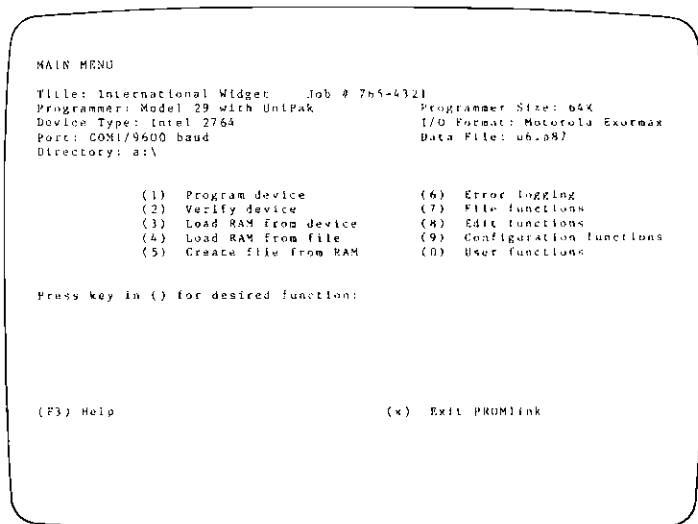 MAIN MENU
Title: International Widget Job # 765-4321
Programmer: Model 29 with UniPak Programmer Size: 64K
Device Type: Intel 2764 I/O Format: Motorola Exormax
Port: COM1/9600 baud Data File: u6.p87
Directory: a:\
(1) Program device (6) Error logging
(2) Verify device (7) File functions
(3) Load RAM from device (8) Edit functions
(4) Load RAM from file (9) Configuration functions
(5) Create file from RAM (0) User functions
Press key in () for desired function:
(F3) Help (x) Exit PROMlink